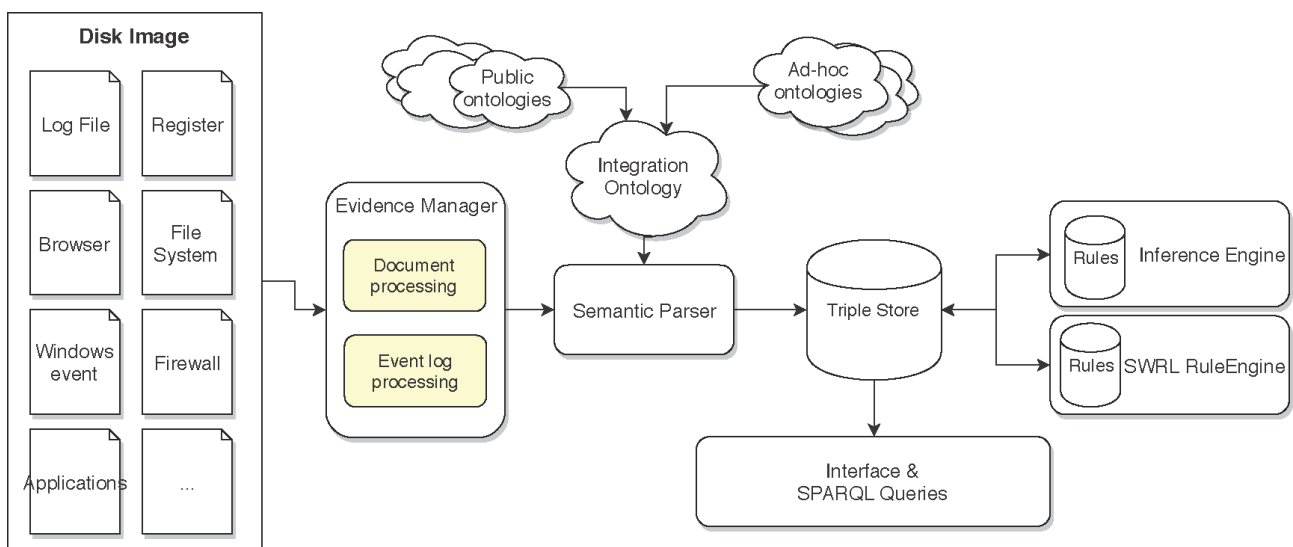 Disk Image
Log File
Register
Browser
File
System
Windows
event
Firewall
Applications
...
Evidence Manager
Document
processing
Event log
processing
Public
ontologies
Ad-hoc
ontologies
Integration
Ontology
Semantic Parser
Triple Store
Rules
Inference Engine
Rules
SWRL RuleEngine
Interface &
SPARQL Queries